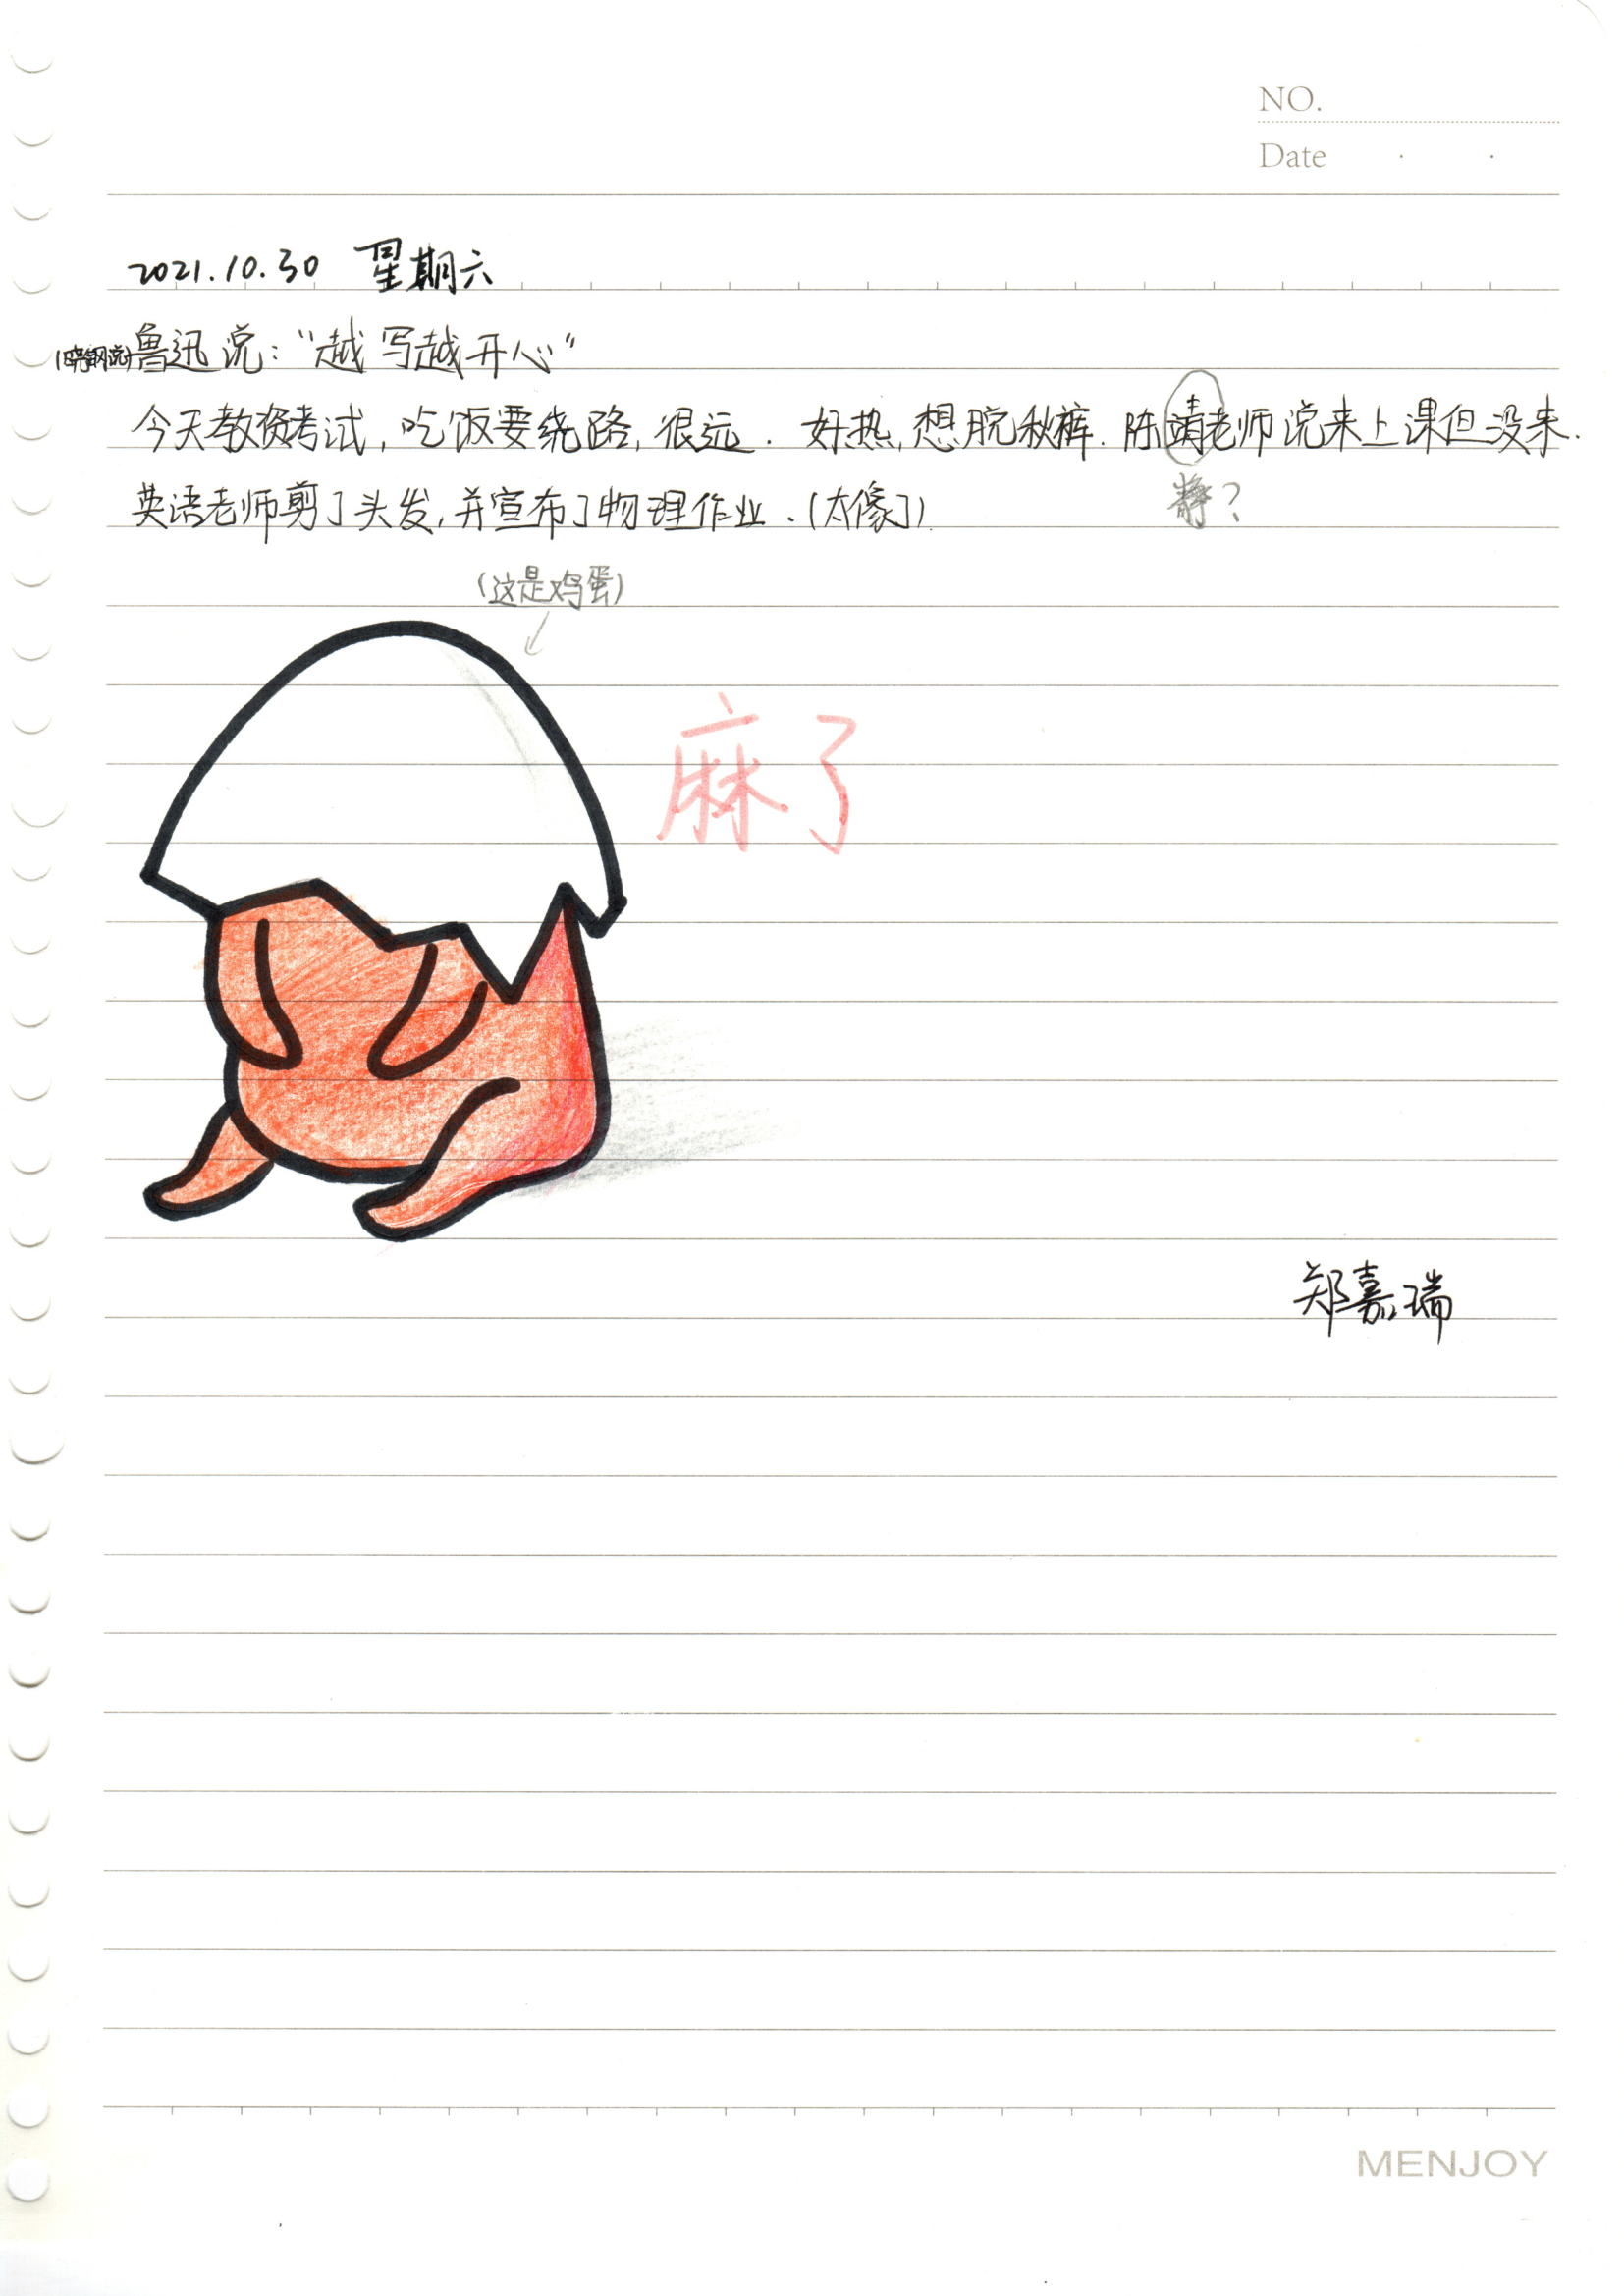 NO.
Date
2021.10.30 星期六
鲁迅说:“越写越开心”
今天教资考试,吃饭要绕路,很远. 好热,想脱秋裤. 陈靖老师说来上课但没来.
静?
英语老师剪了头发,并宣布了物理作业.(太像了)
(这是鸡蛋)
麻了
郑嘉瑞
MENJOY